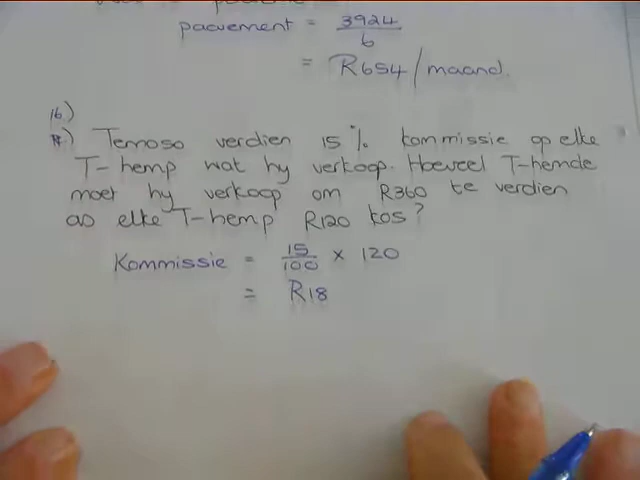 paaiement = 3924/6
= R654/maand.
16)
Temoso verdien 15% kommissie op elke
T-hemp wat hy verkoop. Hoeveel T-hemde
moet hy verkoop om R360 te verdien
as elke T-hemp R120 kos?
Kommissie = 15/100 x 120
= R18